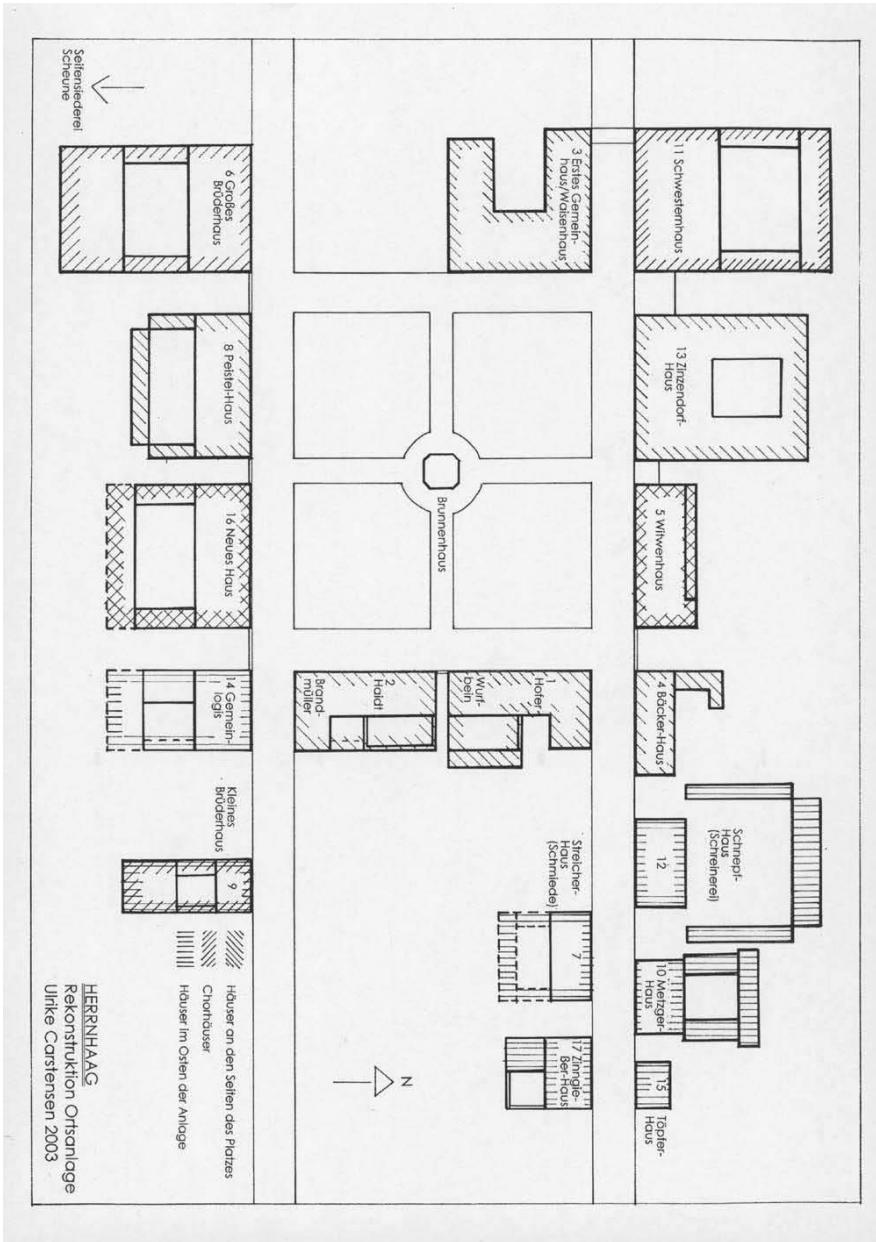 11 Schwesternhaus
13 Zinzendorf-
Haus
5 Witwenhaus
4 Bäcker-Haus
Schnepf-
Haus
(Schreinerei)
12
10 Metzger-
Haus
15
Töpfer-
Haus
3 Erstes Gemein-
haus/Waisenhaus
Brunnenhaus
1
Hofer
Wurf-
bein
2
Haidt
Brand-
müller
Streicher-
Haus
(Schmiede)
7
17 Zinngie-
ßer-Haus
N
6 Großes
Brüderhaus
8 Peistel-Haus
16 Neues Haus
14 Gemein-
logis
Kleines
Brüderhaus
9
Seifensiederei
Scheune
Häuser an den Seiten des Platzes
Chorhäuser
Häuser im Osten der Anlage
HERRNHAAG
Rekonstruktion Ortsanlage
Ulrike Carstensen 2003